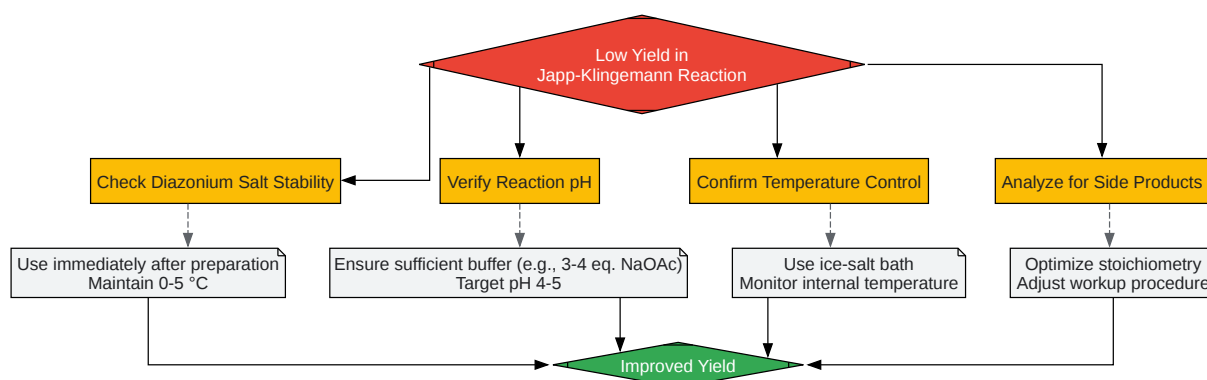 Low Yield in
Japp-Klingemann Reaction
Check Diazonium Salt Stability
Verify Reaction pH
Confirm Temperature Control
Analyze for Side Products
Use immediately after preparation
Maintain 0-5 °C
Ensure sufficient buffer (e.g., 3-4 eq. NaOAc)
Target pH 4-5
Use ice-salt bath
Monitor internal temperature
Optimize stoichiometry
Adjust workup procedure
Improved Yield